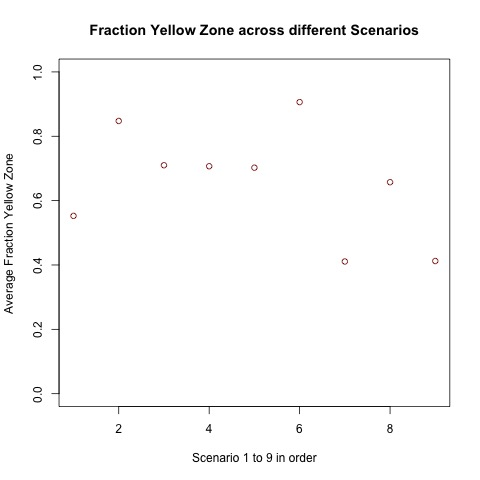 Fraction Yellow Zone across different Scenarios
Average Fraction Yellow Zone
1.0
0.8
0.6
0.4
0.2
0.0
2 4 6 8
Scenario 1 to 9 in order